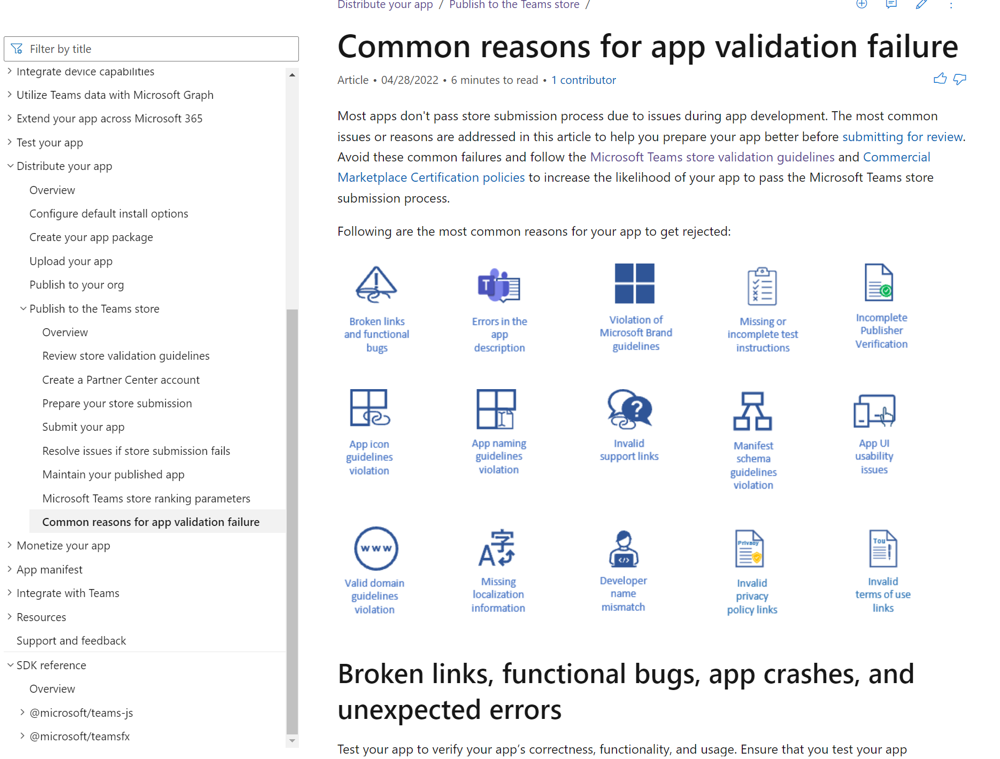 Distribute your app / Publish to the Teams store /
Filter by title
Integrate device capabilities
Utilize Teams data with Microsoft Graph
Extend your app across Microsoft 365
Test your app
Distribute your app
Overview
Configure default install options
Create your app package
Upload your app
Publish to your org
Publish to the Teams store
Overview
Review store validation guidelines
Create a Partner Center account
Prepare your store submission
Submit your app
Resolve issues if store submission fails
Maintain your published app
Microsoft Teams store ranking parameters
Common reasons for app validation failure
Monetize your app
App manifest
Integrate with Teams
Resources
Support and feedback
SDK reference
Overview
@microsoft/teams-js
@microsoft/teamsfx
Common reasons for app validation failure
Article • 04/28/2022 • 6 minutes to read • 1 contributor
Most apps don't pass store submission process due to issues during app development. The most common
issues or reasons are addressed in this article to help you prepare your app better before submitting for review.
Avoid these common failures and follow the Microsoft Teams store validation guidelines and Commercial
Marketplace Certification policies to increase the likelihood of your app to pass the Microsoft Teams store
submission process.
Following are the most common reasons for your app to get rejected:
Broken links
and functional
bugs
T
Errors in the
app
description
Violation of
Microsoft Brand
guidelines
Missing or
incomplete test
instructions
Incomplete
Publisher
Verification
App icon
guidelines
violation
App naming
guidelines
violation
?
Invalid
support links
Manifest
schema
guidelines
violation
App UI
usability
issues
www
Valid domain
guidelines
violation
A字
Missing
localization
information
</>
Developer
name
mismatch
Privacy
Invalid
privacy
policy links
Tou
Invalid
terms of use
links
Broken links, functional bugs, app crashes, and
unexpected errors
Test your app to verify your app’s correctness, functionality, and usage. Ensure that you test your app